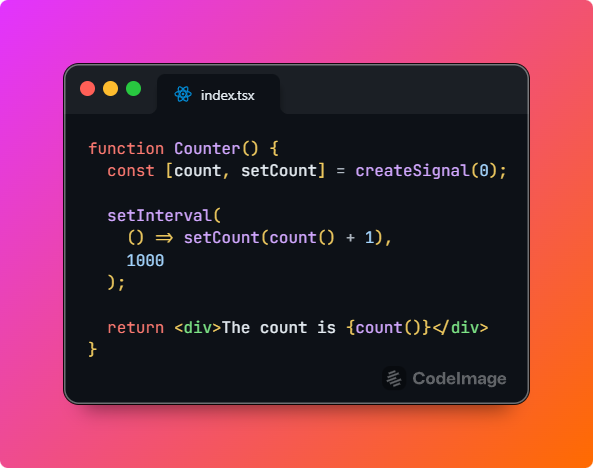 index.tsx
function Counter() {
const [count, setCount] = createSignal(0);
setInterval(
() => setCount(count() + 1),
1000
);
return <div>The count is {count()}</div>
}
CodeImage